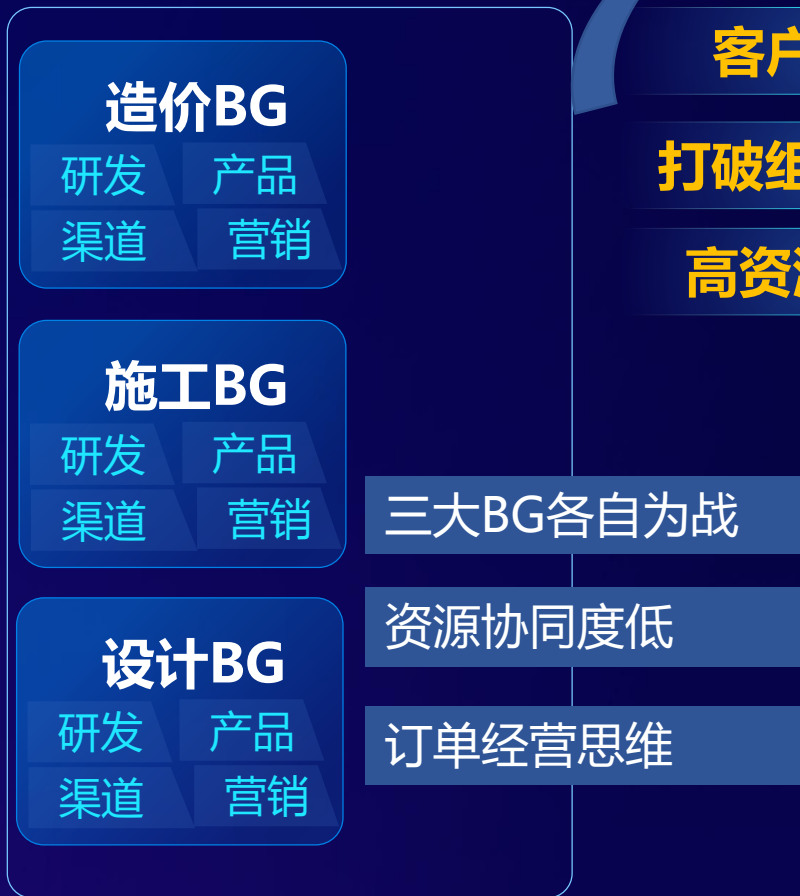 造价BG
研发 产品
渠道 营销
施工BG
研发 产品
渠道 营销
设计BG
研发 产品
渠道 营销
客户
打破组
高资源
三大BG各自为战
资源协同度低
订单经营思维